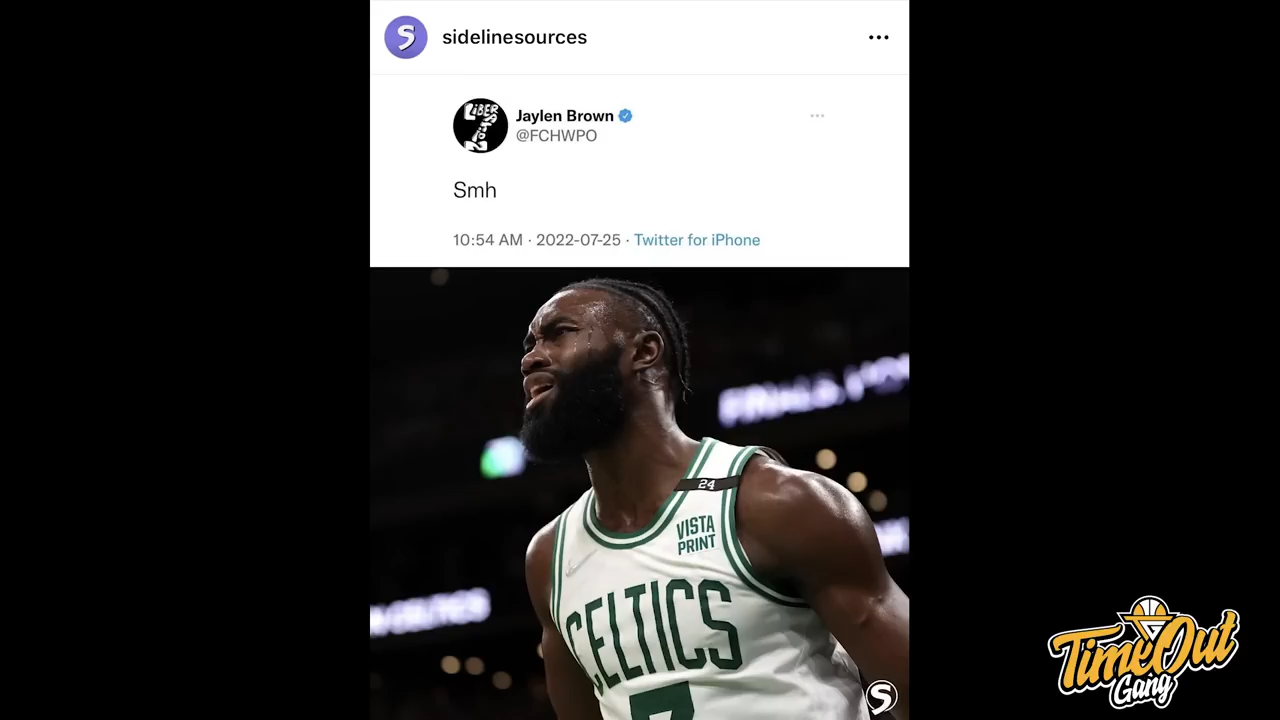 sidelinesources
Jaylen Brown
@FCHWPO
Smh
10:54 AM · 2022-07-25 · Twitter for iPhone
24
VISTA
PRINT
CELTICS
7
TimeOut
Gang